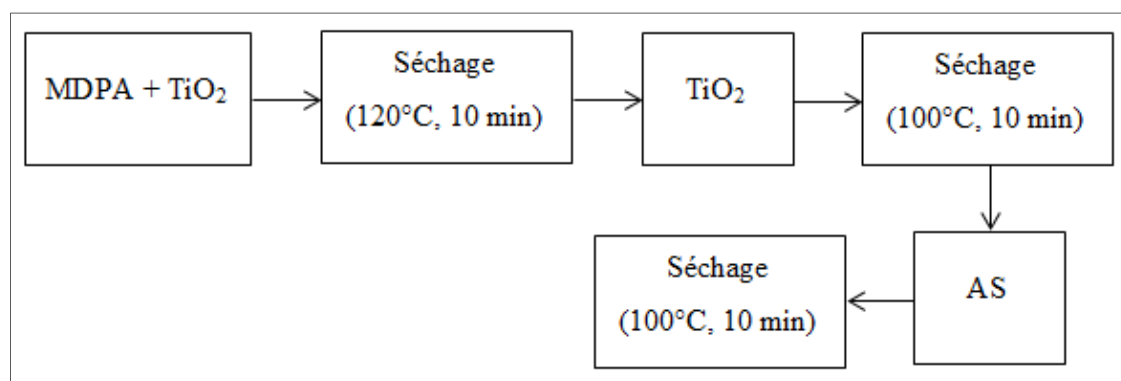 MDPA + TiO₂
Séchage
(120°C, 10 min)
TiO₂
Séchage
(100°C, 10 min)
AS
Séchage
(100°C, 10 min)